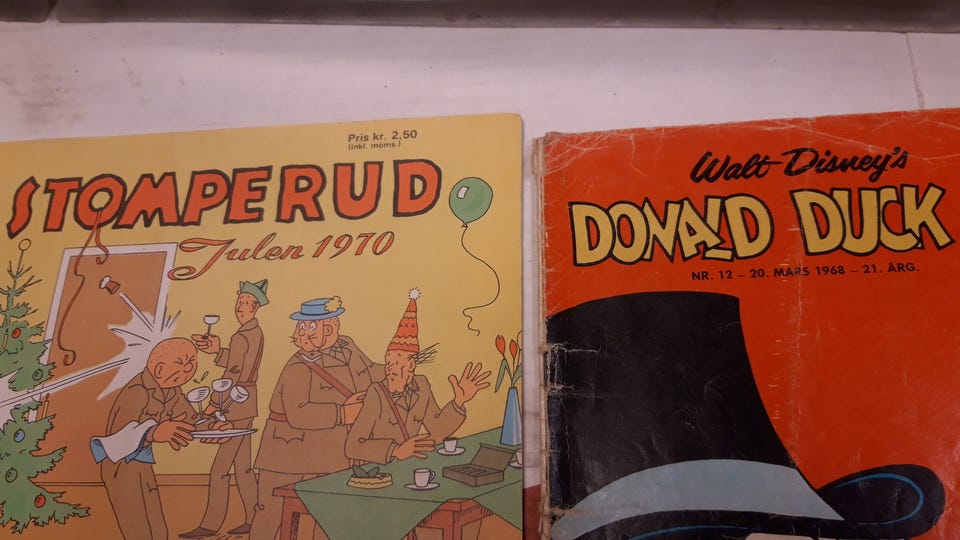 Pris kr. 2,50
(inkl. moms.)
STOMPERUD
Julen 1970
Walt Disney's
DONALD DUCK
NR. 12 – 20. MARS 1968 – 21. ÅRG.